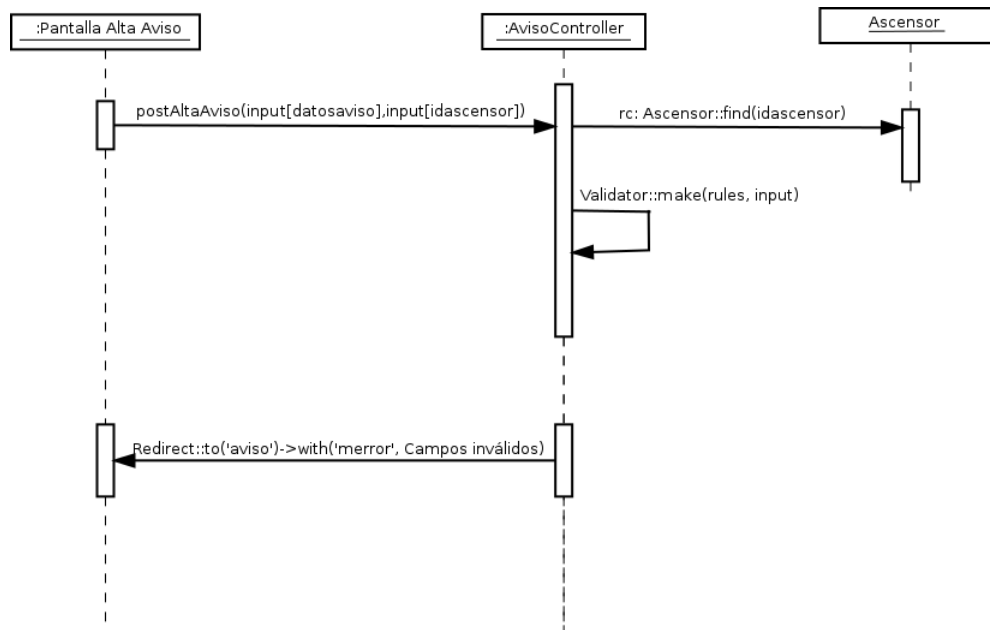 :Pantalla Alta Aviso
:AvisoController
Ascensor
postAltaAviso(input[datosaviso],input[idascensor])
rc: Ascensor::find(idascensor)
Validator::make(rules, input)
Redirect::to('aviso')->with('merror', Campos inválidos)